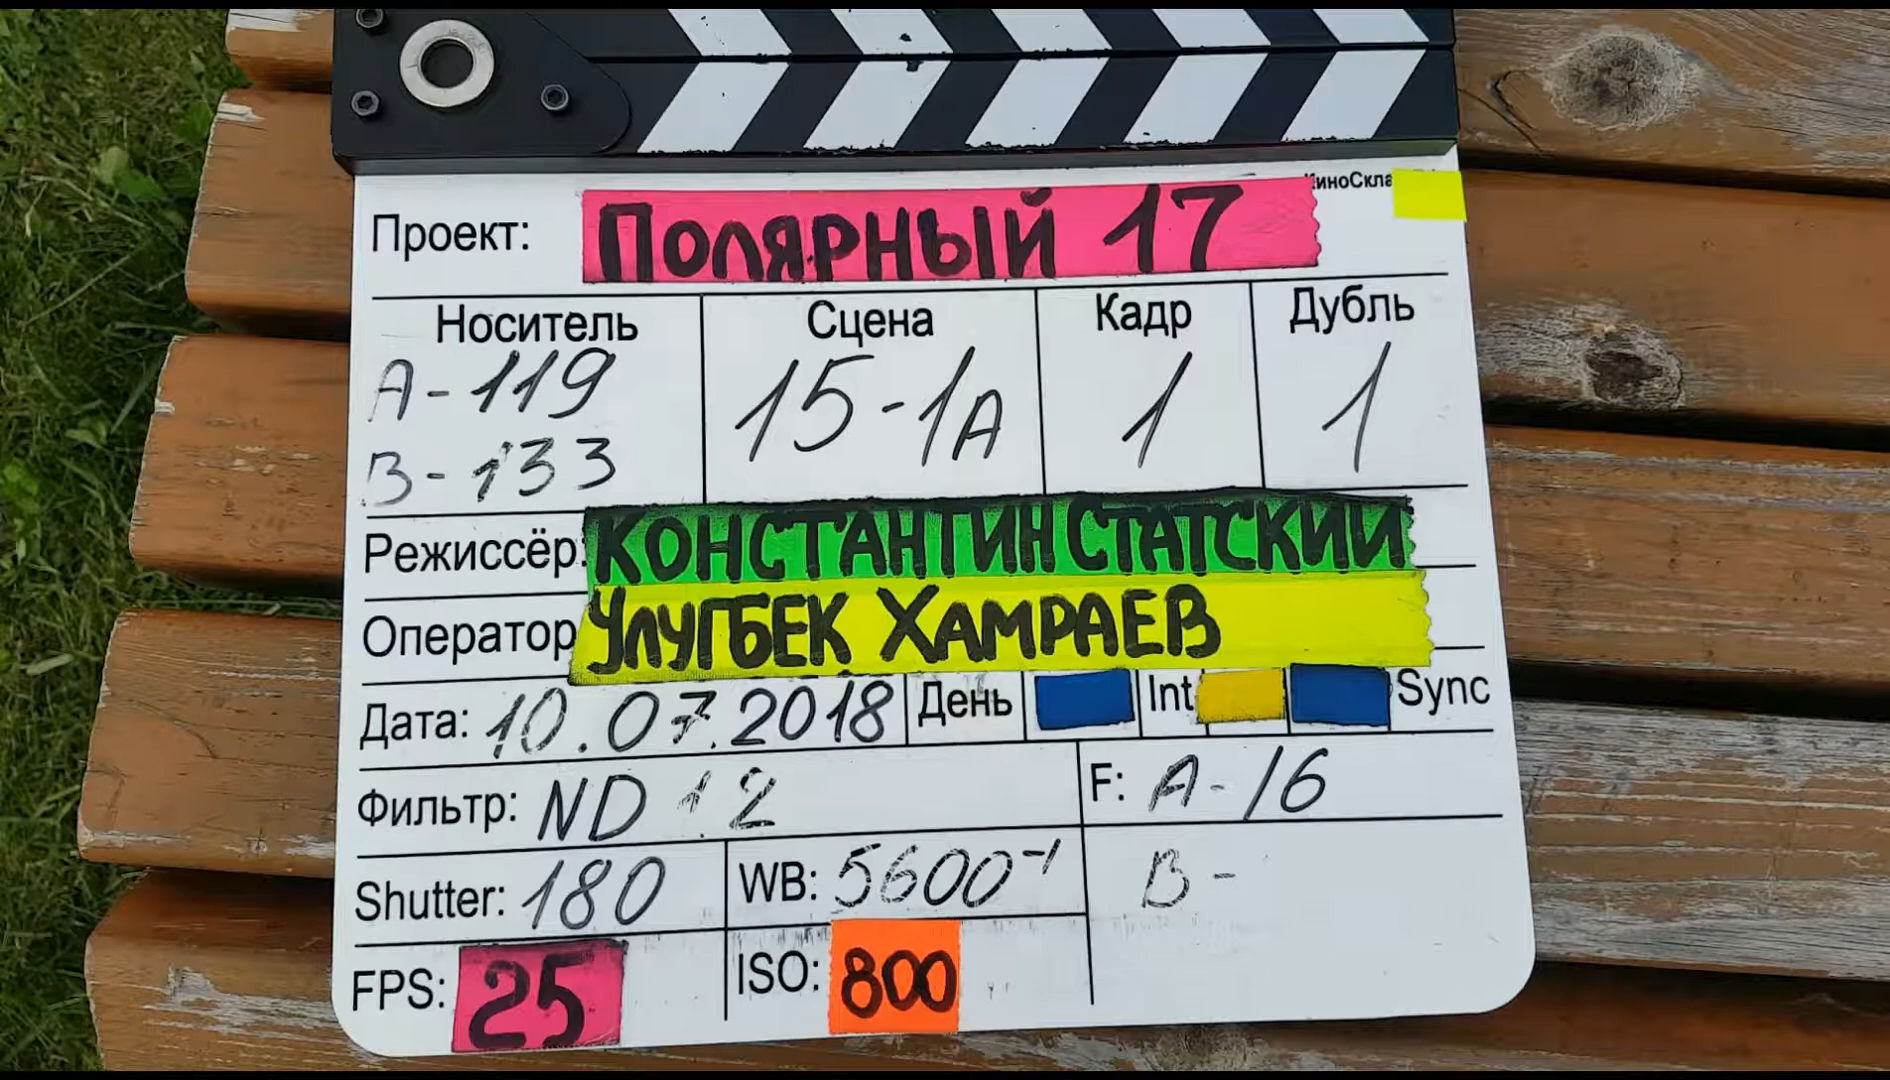 Проект: ПОЛЯРНЫЙ 17
Носитель Сцена Кадр Дубль
А-119
В-133
15-1А 1 1
Режиссёр: КОНСТАНТИН СТАТСКИЙ
Оператор УЛУГБЕК ХАМРАЕВ
Дата: 10.07.2018 День Int Sync
Фильтр: ND 1.2 F: А-16
Shutter: 180 WB: 5600-1 В-
FPS: 25 ISO: 800